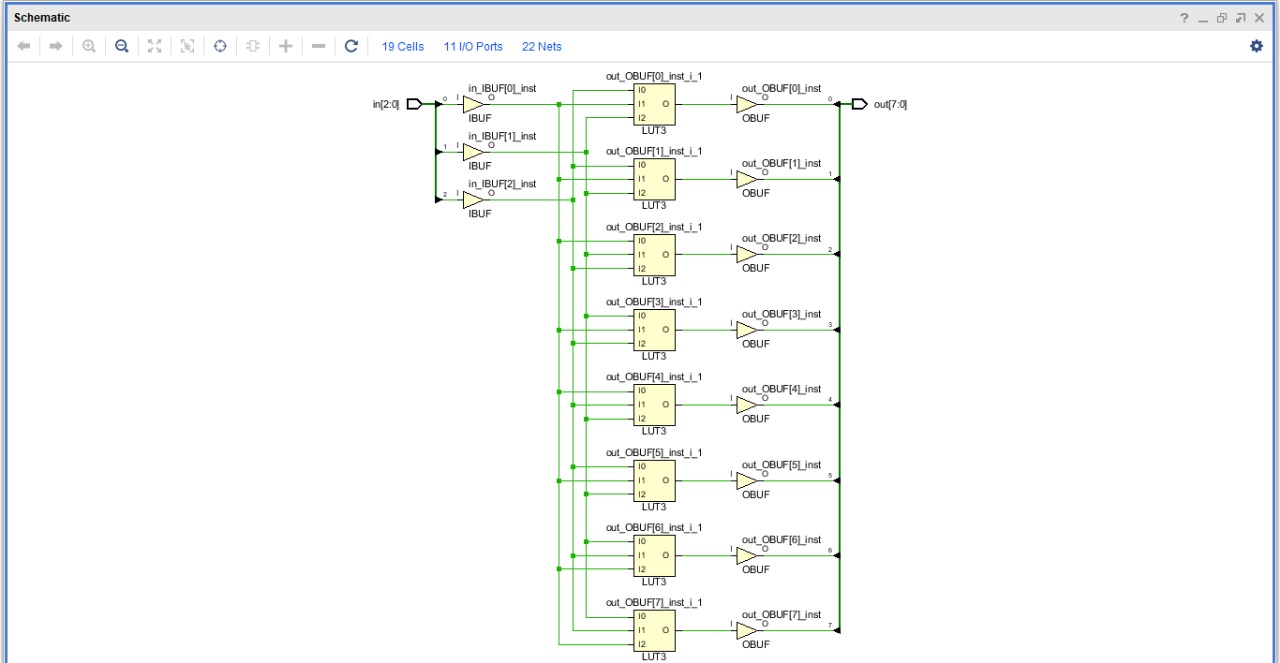 Schematic
19 Cells 11 I/O Ports 22 Nets
in[2:0]
0
1
2
in_IBUF[0]_inst
I O
IBUF
in_IBUF[1]_inst
I O
IBUF
in_IBUF[2]_inst
I O
IBUF
out_OBUF[0]_inst_i_1
I0
I1 O
I2
LUT3
out_OBUF[0]_inst
I O
OBUF
0
out[7:0]
out_OBUF[1]_inst_i_1
I0
I1 O
I2
LUT3
out_OBUF[1]_inst
I O
OBUF
1
out_OBUF[2]_inst_i_1
I0
I1 O
I2
LUT3
out_OBUF[2]_inst
I O
OBUF
2
out_OBUF[3]_inst_i_1
I0
I1 O
I2
LUT3
out_OBUF[3]_inst
I O
OBUF
3
out_OBUF[4]_inst_i_1
I0
I1 O
I2
LUT3
out_OBUF[4]_inst
I O
OBUF
4
out_OBUF[5]_inst_i_1
I0
I1 O
I2
LUT3
out_OBUF[5]_inst
I O
OBUF
5
out_OBUF[6]_inst_i_1
I0
I1 O
I2
LUT3
out_OBUF[6]_inst
I O
OBUF
6
out_OBUF[7]_inst_i_1
I0
I1 O
I2
LUT3
out_OBUF[7]_inst
I O
OBUF
7